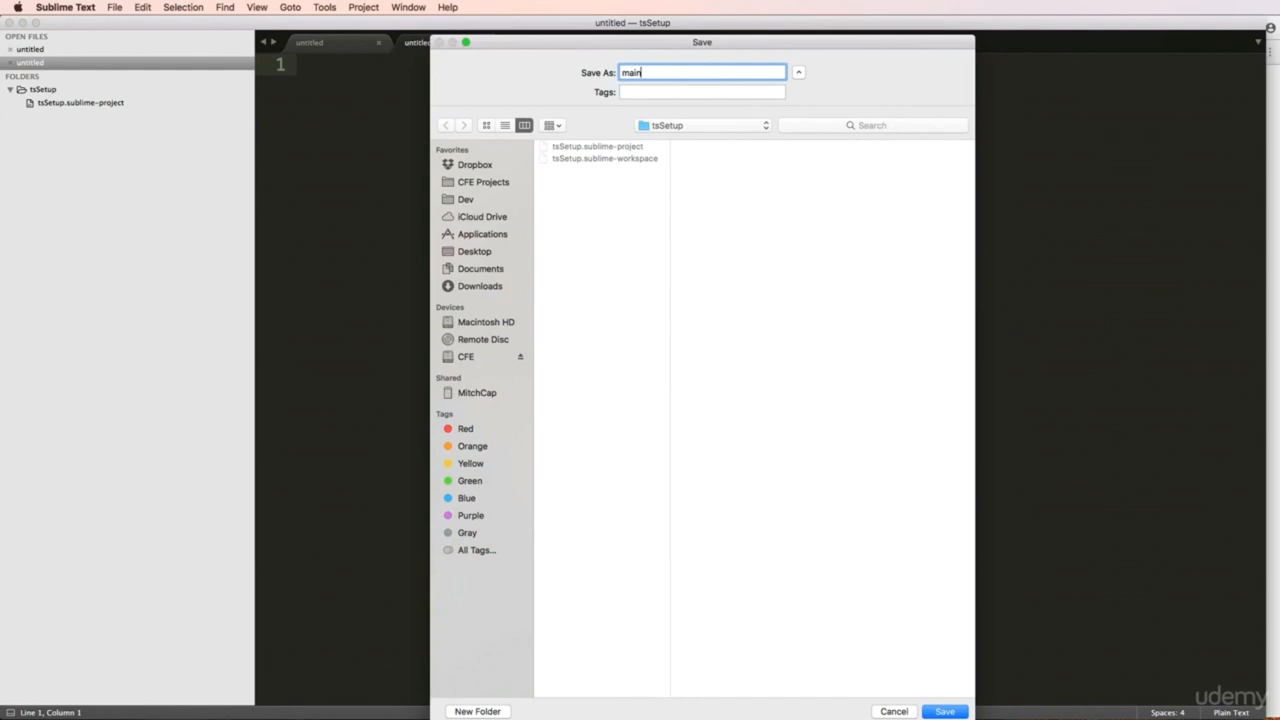 Sublime Text File Edit Selection Find View Goto Tools Project Window Help
untitled — tsSetup
OPEN FILES
untitled
untitled
FOLDERS
tsSetup
tsSetup.sublime-project
untitled
untitled
1
Save
Save As: main
Tags:
tsSetup
Search
Favorites
Dropbox
CFE Projects
Dev
iCloud Drive
Applications
Desktop
Documents
Downloads
Devices
Macintosh HD
Remote Disc
CFE
Shared
MitchCap
Tags
Red
Orange
Yellow
Green
Blue
Purple
Gray
All Tags...
tsSetup.sublime-project
tsSetup.sublime-workspace
New Folder Cancel Save
udemy
Line 1, Column 1 Spaces: 4 Plain Text